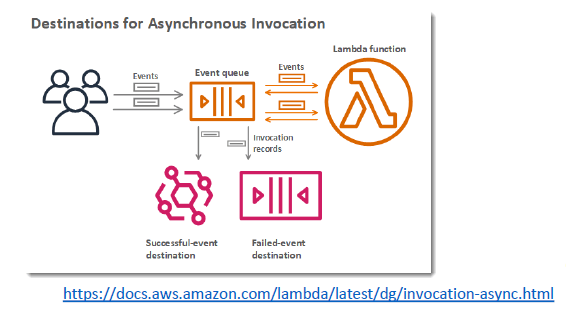 Destinations for Asynchronous Invocation
Lambda function
Events
Event queue
Events
Invocation
records
Successful-event
destination
Failed-event
destination
https://docs.aws.amazon.com/lambda/latest/dg/invocation-async.html